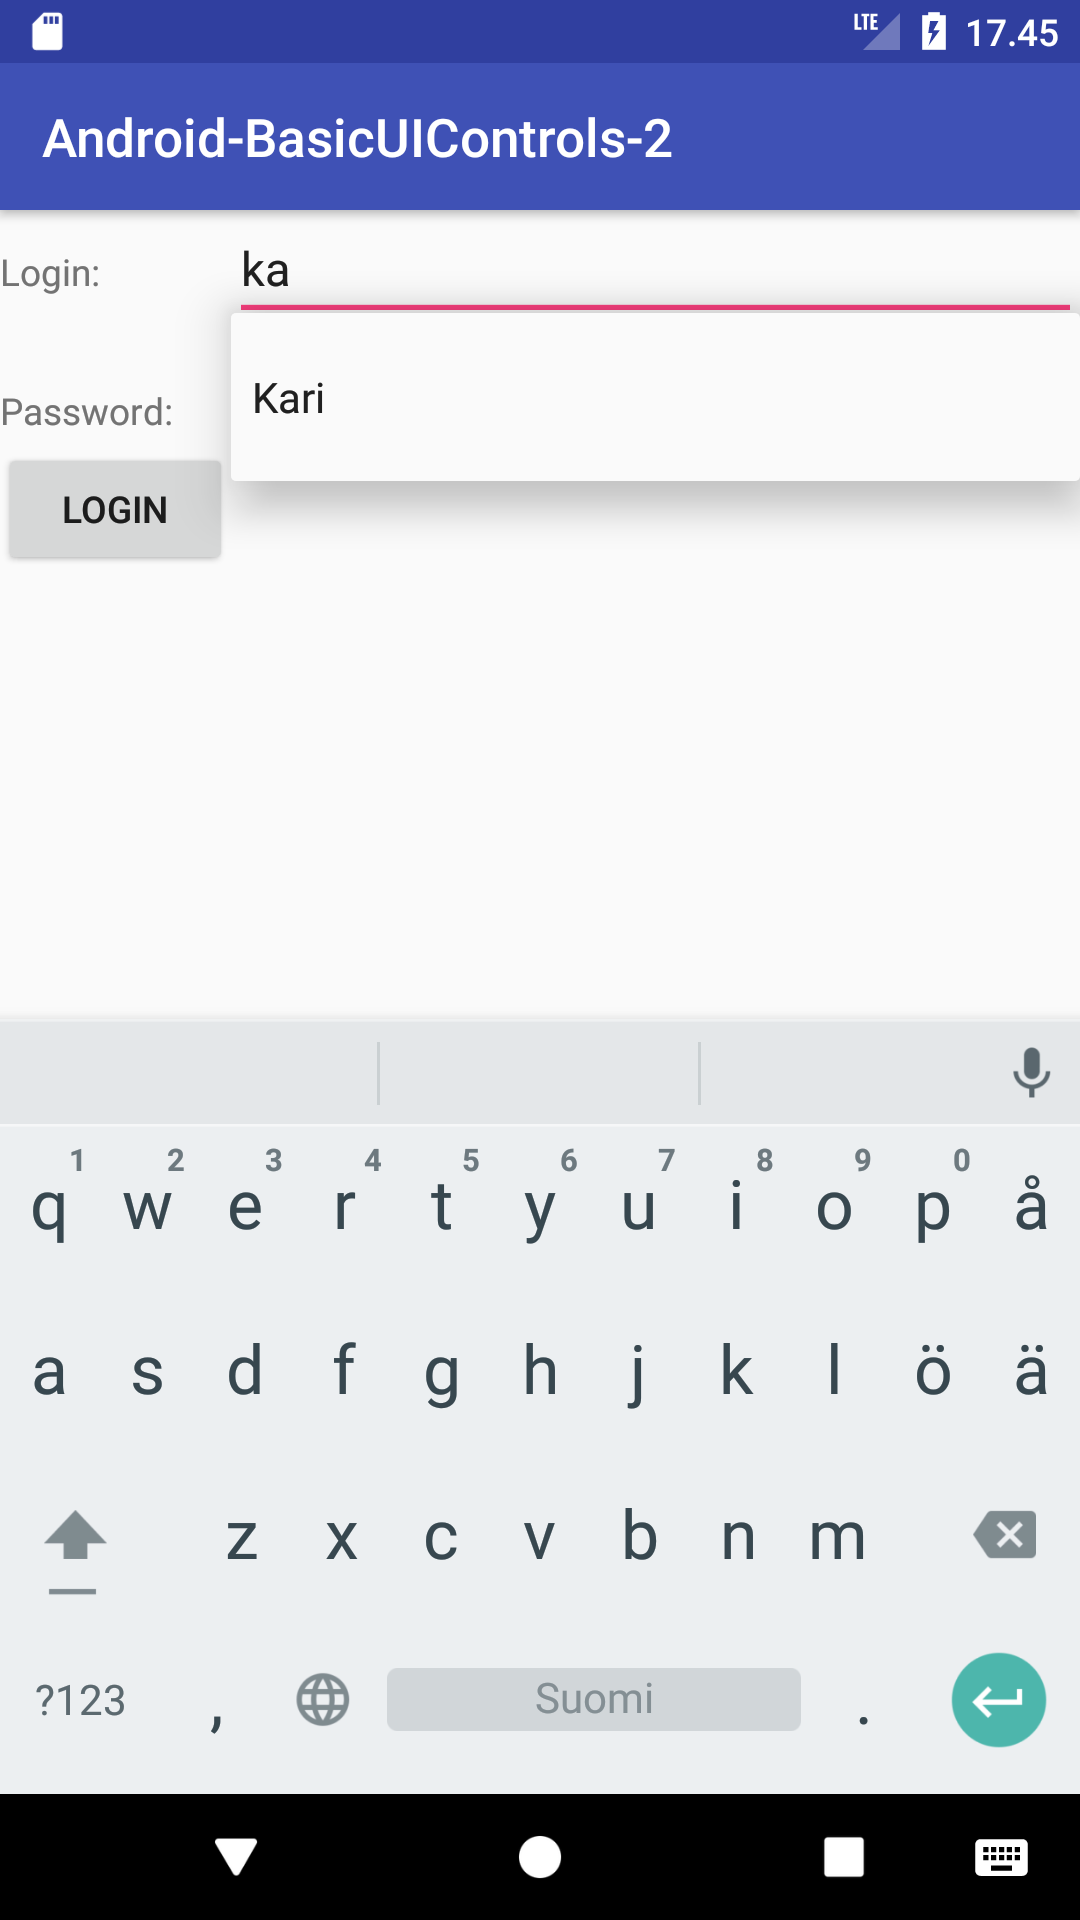 LTE 17.45
Android-BasicUIControls-2
Login: ka
Kari
Password:
LOGIN
1 2 3 4 5 6 7 8 9 0
q w e r t y u i o p å
a s d f g h j k l ö ä
z x c v b n m
?123 , Suomi .